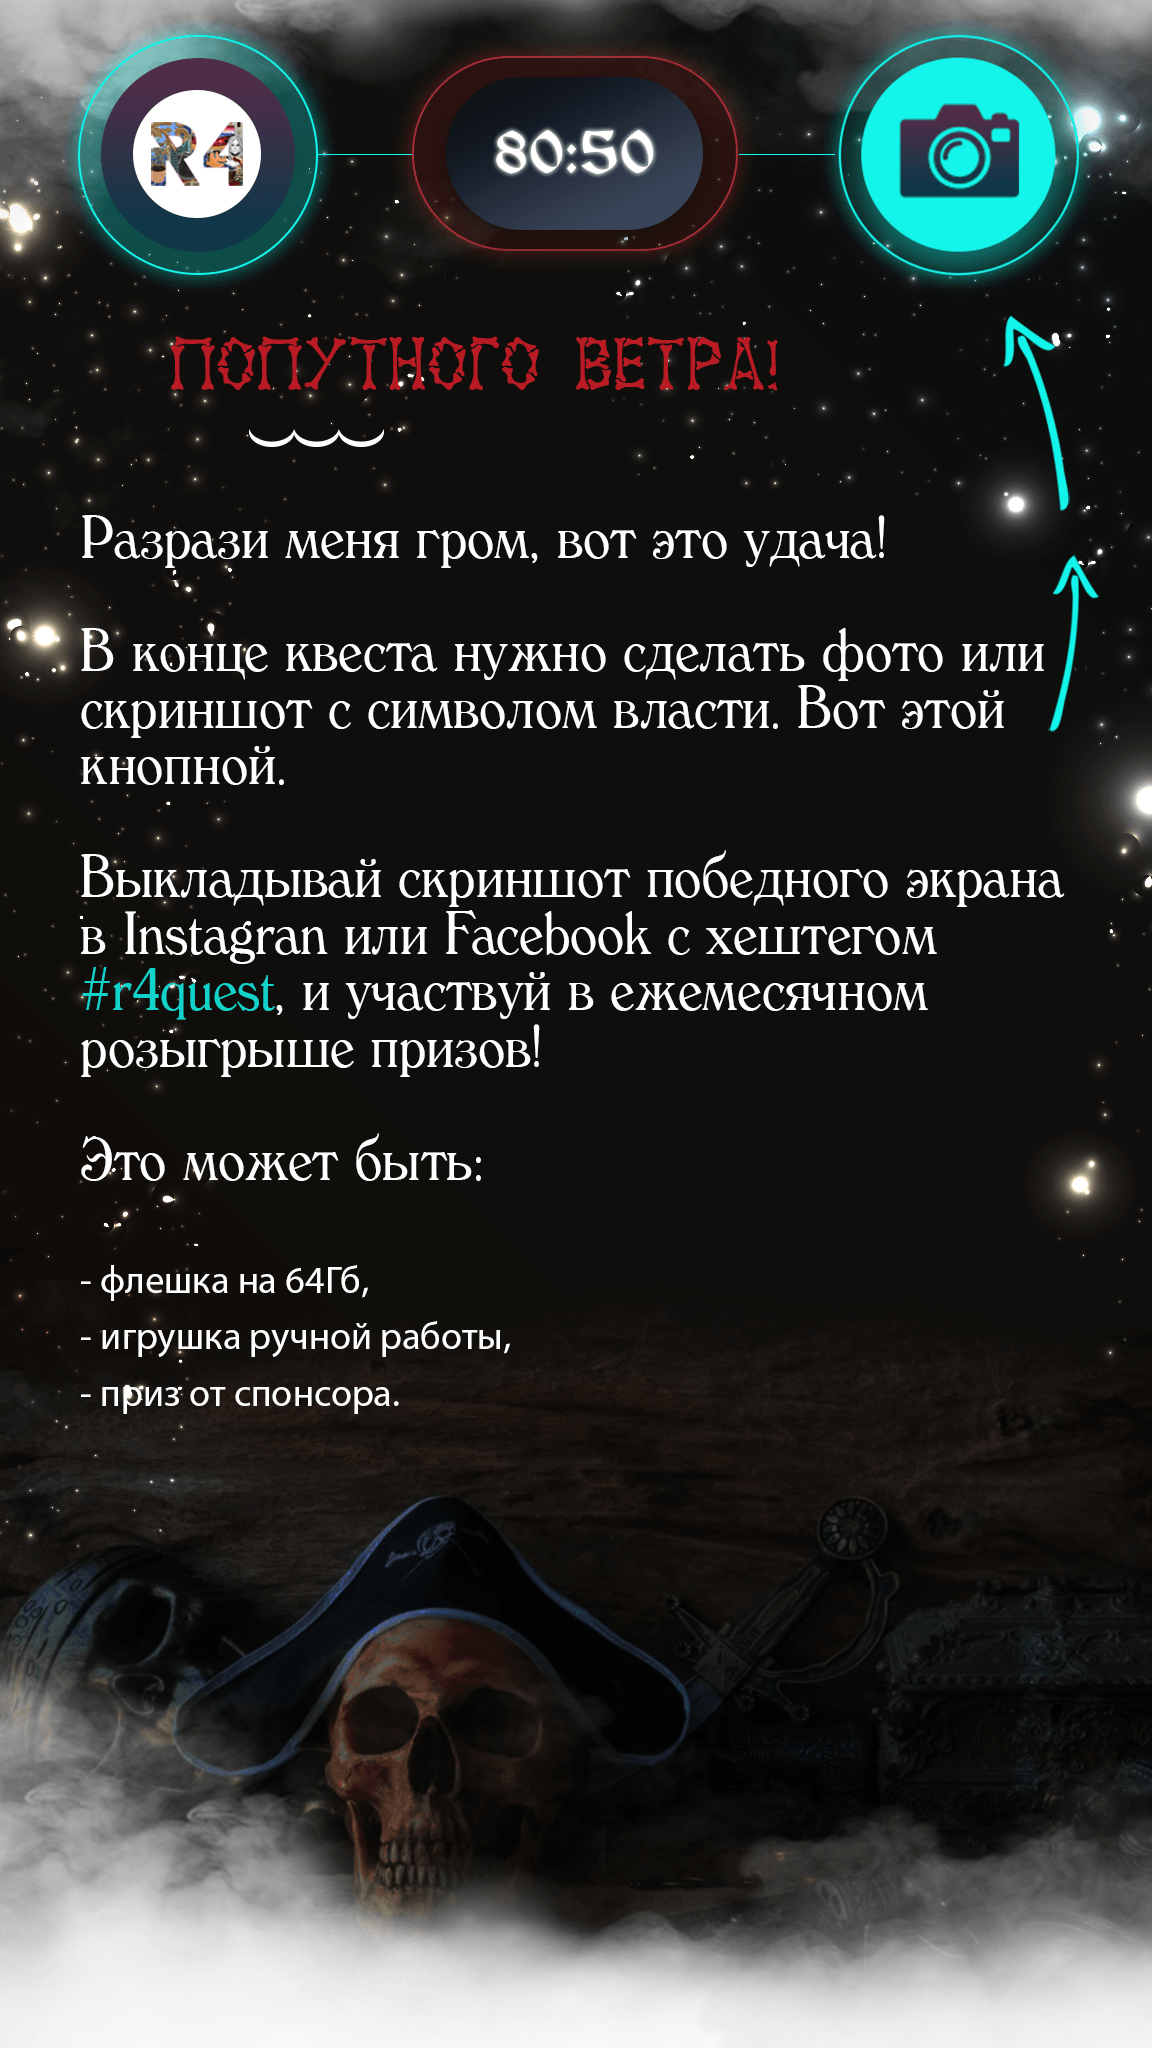 R4
80:50
ПОПУТНОГО ВЕТРА!
Разрази меня гром, вот это удача!
В конце квеста нужно сделать фото или
скриншот с символом власти. Вот этой
кнопной.
Выкладывай скриншот победного экрана
в Instagran или Facebook с хештегом
#r4quest, и участвуй в ежемесячном
розыгрыше призов!
Это может быть:
- флешка на 64Гб,
- игрушка ручной работы,
- приз от спонсора.